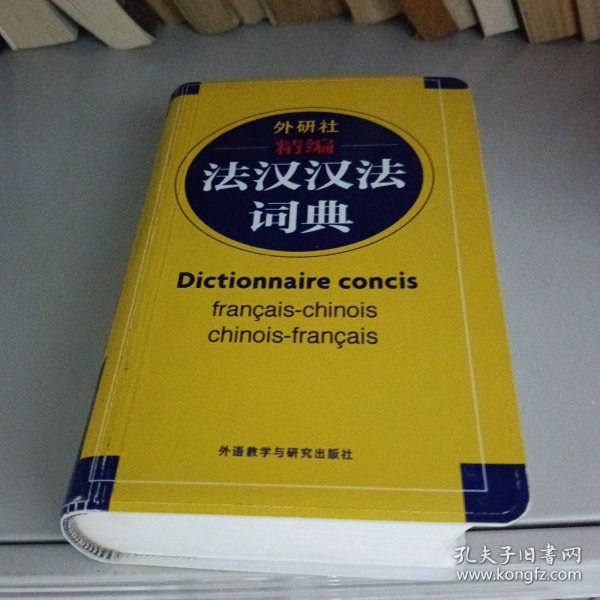 外研社
精编
法汉汉法
词典
Dictionnaire concis
français-chinois
chinois-français
外语教学与研究出版社
孔夫子旧书网
www.kongfz.com